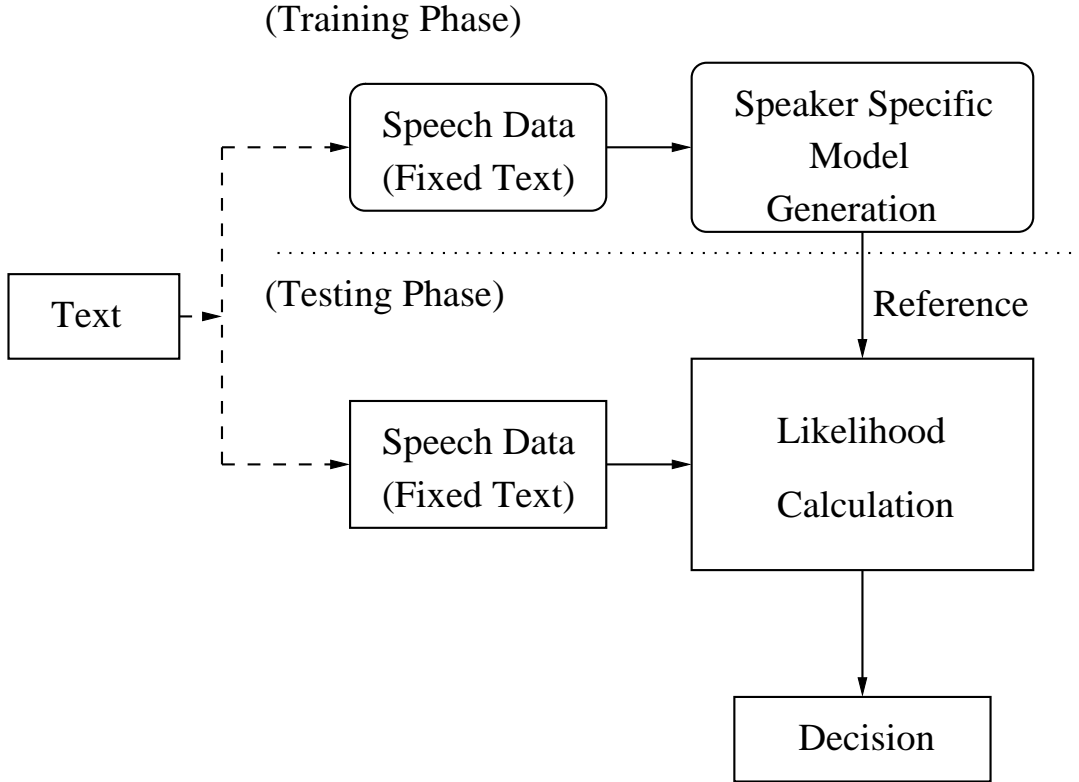 (Training Phase)
Speech Data
(Fixed Text)
Speaker Specific
Model
Generation
(Testing Phase)
Text
Reference
Speech Data
(Fixed Text)
Likelihood
Calculation
Decision